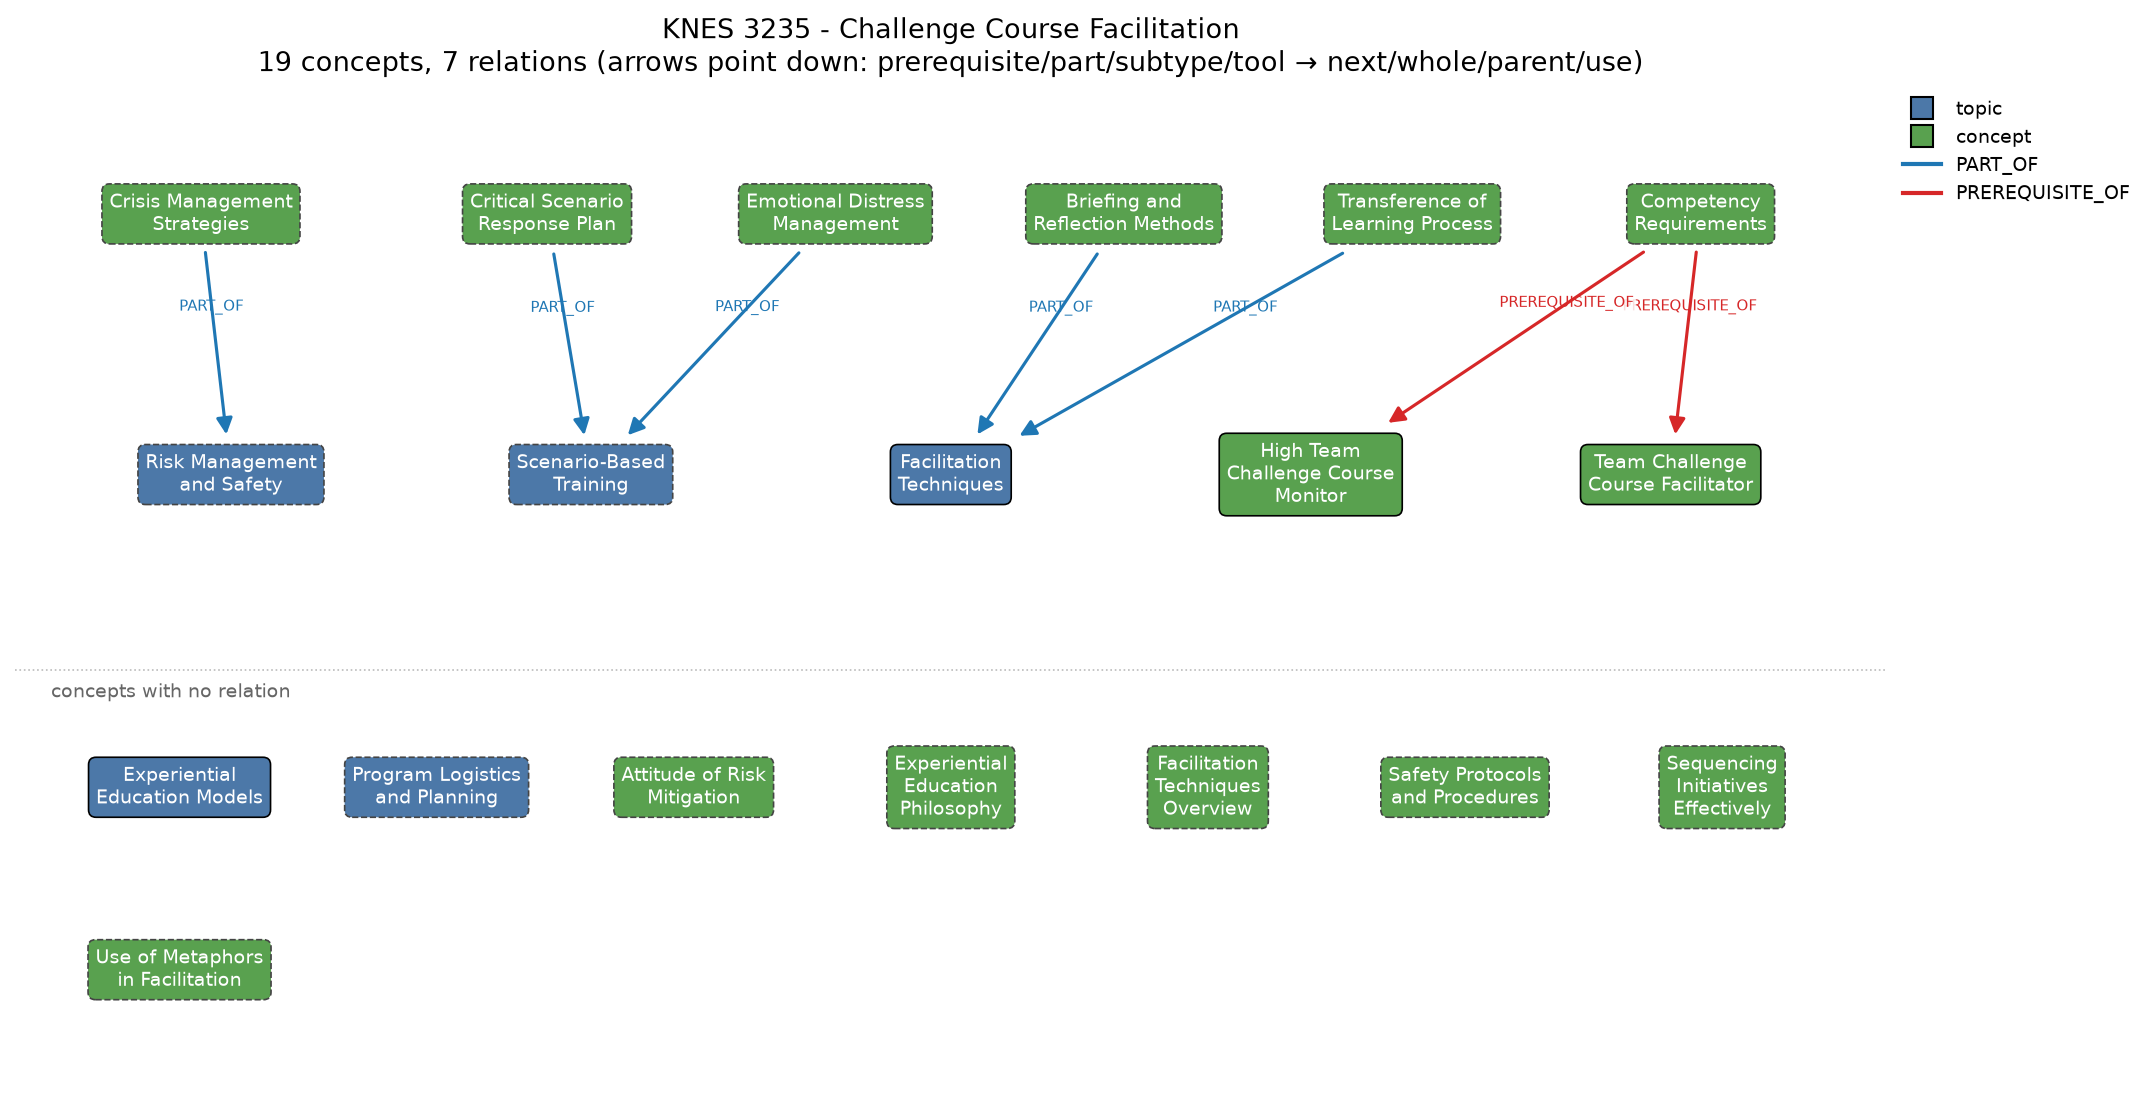 KNES 3235 - Challenge Course Facilitation
19 concepts, 7 relations (arrows point down: prerequisite/part/subtype/tool → next/whole/parent/use)
topic
concept
PART_OF
PREREQUISITE_OF
Crisis Management
Strategies
Critical Scenario
Response Plan
Emotional Distress
Management
Briefing and
Reflection Methods
Transference of
Learning Process
Competency
Requirements
PART_OF
PART_OF
PART_OF
PART_OF
PART_OF
PREREQUISITE_OF
REREQUISITE_OF
Risk Management
and Safety
Scenario-Based
Training
Facilitation
Techniques
High Team
Challenge Course
Monitor
Team Challenge
Course Facilitator
concepts with no relation
Experiential
Education Models
Program Logistics
and Planning
Attitude of Risk
Mitigation
Experiential
Education
Philosophy
Facilitation
Techniques
Overview
Safety Protocols
and Procedures
Sequencing
Initiatives
Effectively
Use of Metaphors
in Facilitation